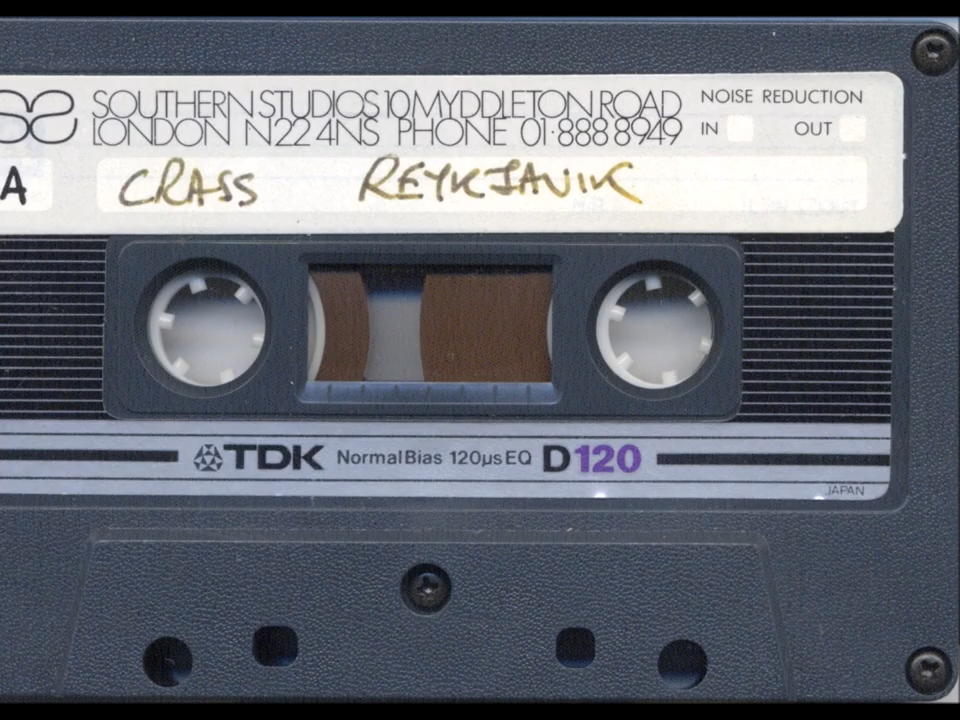 SOUTHERN STUDIOS 10 MYDDLETON ROAD
LONDON N22 4NS PHONE 01·888 8949
NOISE REDUCTION
IN OUT
A CRASS REYKJAVIK
TDK Normal Bias 120µs EQ D120
JAPAN